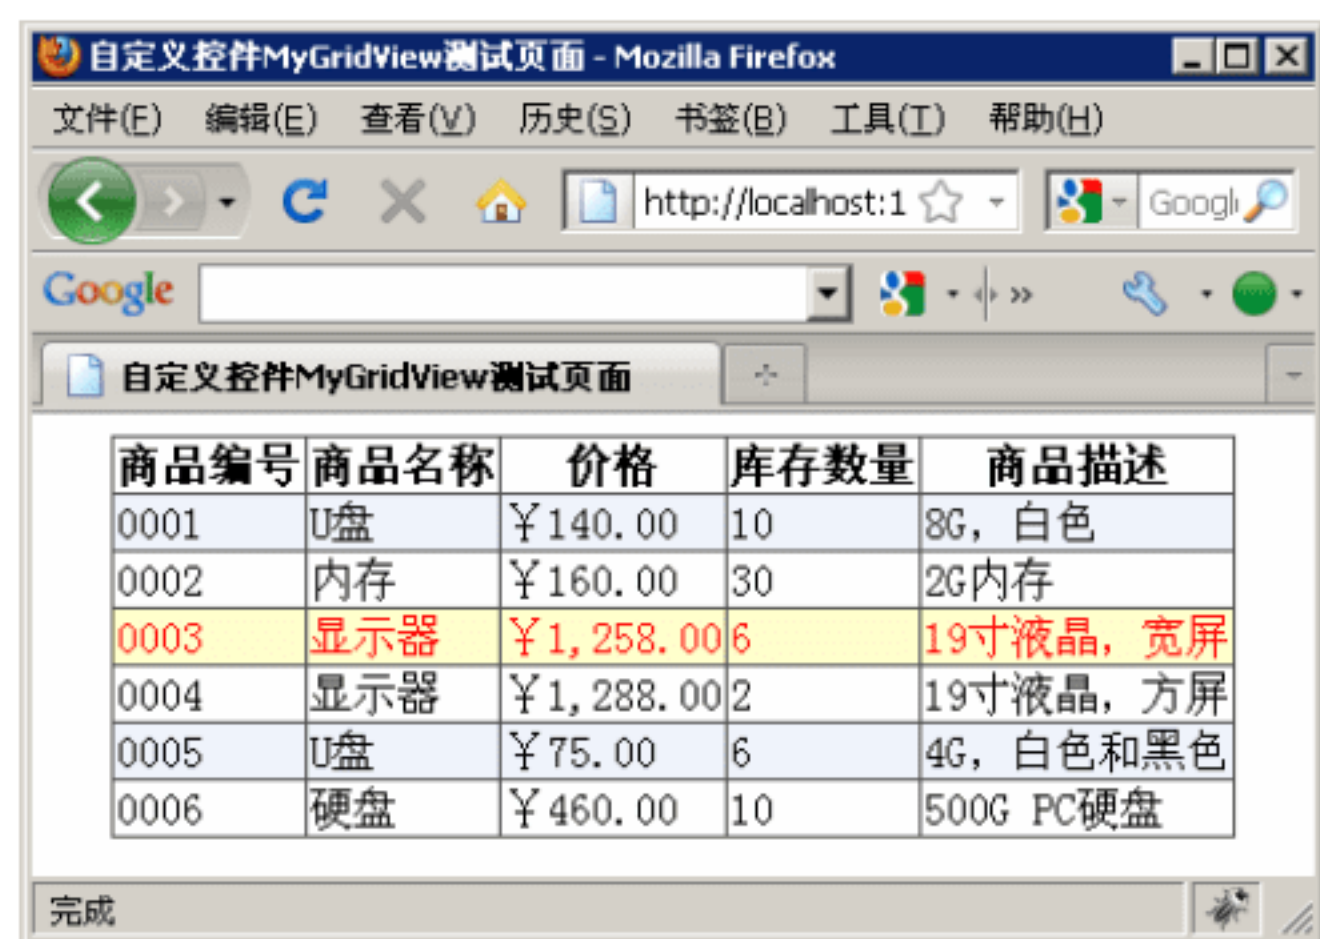 自定义控件MyGridView测试页面 - Mozilla Firefox
文件(F) 编辑(E) 查看(V) 历史(S) 书签(B) 工具(T) 帮助(H)
http://localhost:1 Googl
Google
自定义控件MyGridView测试页面
商品编号 商品名称 价格 库存数量 商品描述
0001 U盘 ￥140.00 10 8G，白色
0002 内存 ￥160.00 30 2G内存
0003 显示器 ￥1,258.00 6 19寸液晶，宽屏
0004 显示器 ￥1,288.00 2 19寸液晶，方屏
0005 U盘 ￥75.00 6 4G，白色和黑色
0006 硬盘 ￥460.00 10 500G PC硬盘
完成